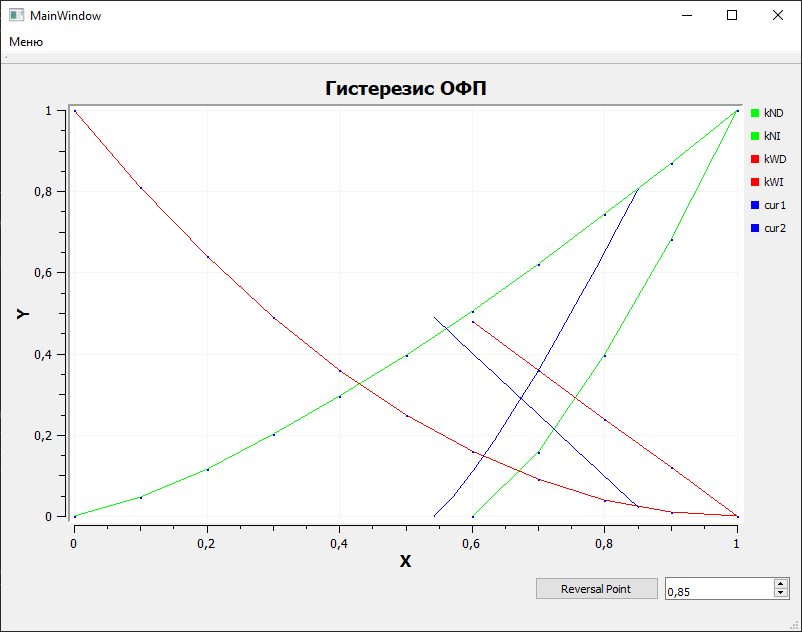 MainWindow
Меню
Гистерезис ОФП
1
0,8
0,6
0,4
0,2
0
Y
0
0,2
0,4
0,6
0,8
1
X
kND
kNI
kWD
kWI
cur1
cur2
Reversal Point
0,85